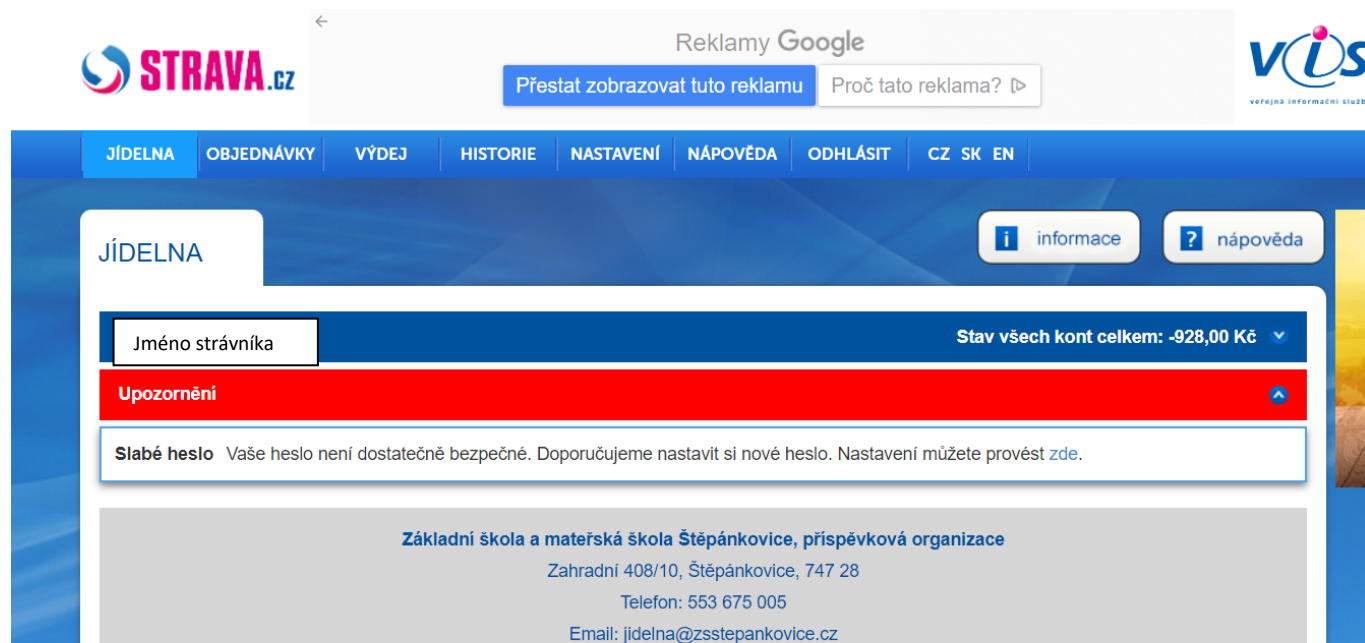 STRAVA.cz
Reklamy Google
Přestat zobrazovat tuto reklamu Proč tato reklama?
vis
veřejná informační služb
JÍDELNA OBJEDNÁVKY VÝDEJ HISTORIE NASTAVENÍ NÁPOVĚDA ODHLÁSIT CZ SK EN
JÍDELNA
i informace ? nápověda
Jméno strávníka
Stav všech kont celkem: -928,00 Kč
Upozornění
Slabé heslo Vaše heslo není dostatečně bezpečné. Doporučujeme nastavit si nové heslo. Nastavení můžete provést zde.
Základní škola a mateřská škola Štěpánkovice, příspěvková organizace
Zahradní 408/10, Štěpánkovice, 747 28
Telefon: 553 675 005
Email: jidelna@zsstepankovice.cz